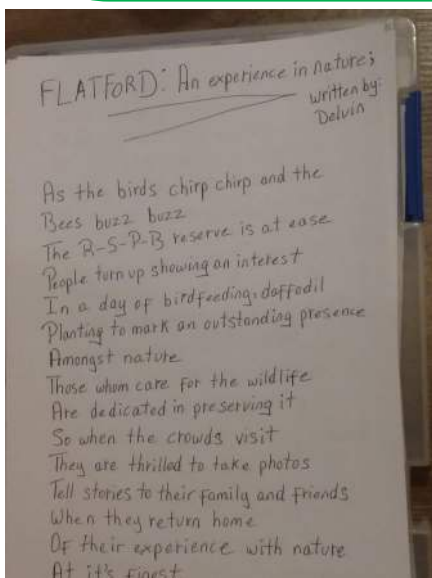 FLATFORD: An experience in nature;
written by:
Delvin
As the birds chirp chirp and the
Bees buzz buzz
The R-S-P-B reserve is at ease
People turn up showing an interest
In a day of birdfeeding, daffodil
Planting to mark an outstanding presence
Amongst nature
Those whom care for the wildlife
Are dedicated in preserving it
So when the crowds visit
They are thrilled to take photos
Tell stories to their family and friends
When they return home
Of their experience with nature
At it's finest